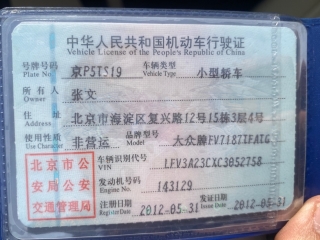 中华人民共和国机动车行驶证
Vehicle License of the People's Republic of China
号牌号码 京P5TS19 车辆类型 小型轿车
Plate No. Vehicle Type
所有人 张文
Owner
住址 北京市海淀区复兴路12号15栋3层4号
Address
使用性质 非营运 品牌型号 大众牌FV7187TFATG
北京市公安局公安交通管理局
车辆识别代号 LFV3A23CXC3052758
VIN
发动机号码 143129
Engine No.
注册日期 2012-05-31 发证日期 2012-05-31
Register Date Issue Date